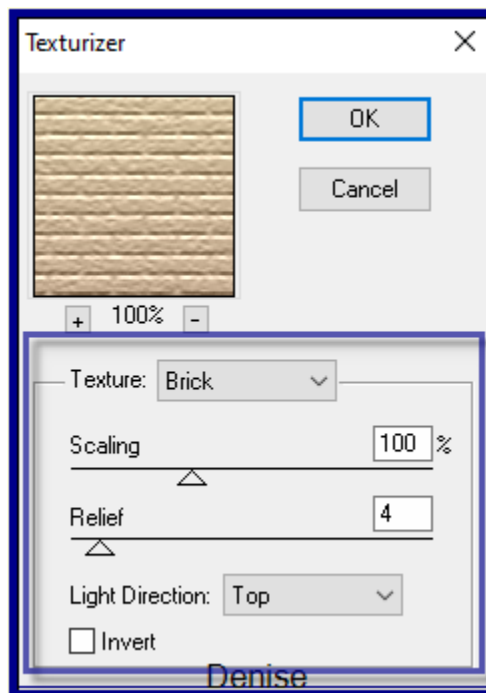 Texturizer
OK
Cancel
+ 100% -
Texture: Brick
Scaling 100 %
Relief 4
Light Direction: Top
Invert
Denise